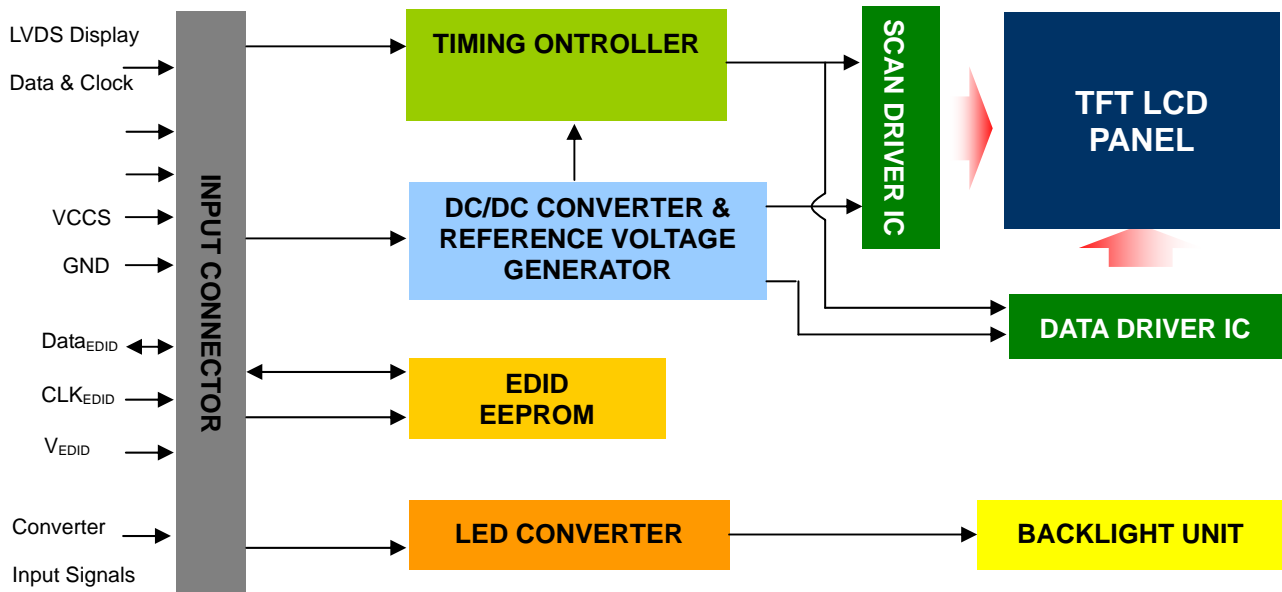 LVDS Display
Data & Clock
VCCS
GND
DataEDID
CLKEDID
VEDID
Converter
Input Signals
INPUT CONNECTOR
TIMING ONTROLLER
DC/DC CONVERTER &
REFERENCE VOLTAGE
GENERATOR
EDID
EEPROM
LED CONVERTER
SCAN DRIVER IC
TFT LCD
PANEL
DATA DRIVER IC
BACKLIGHT UNIT